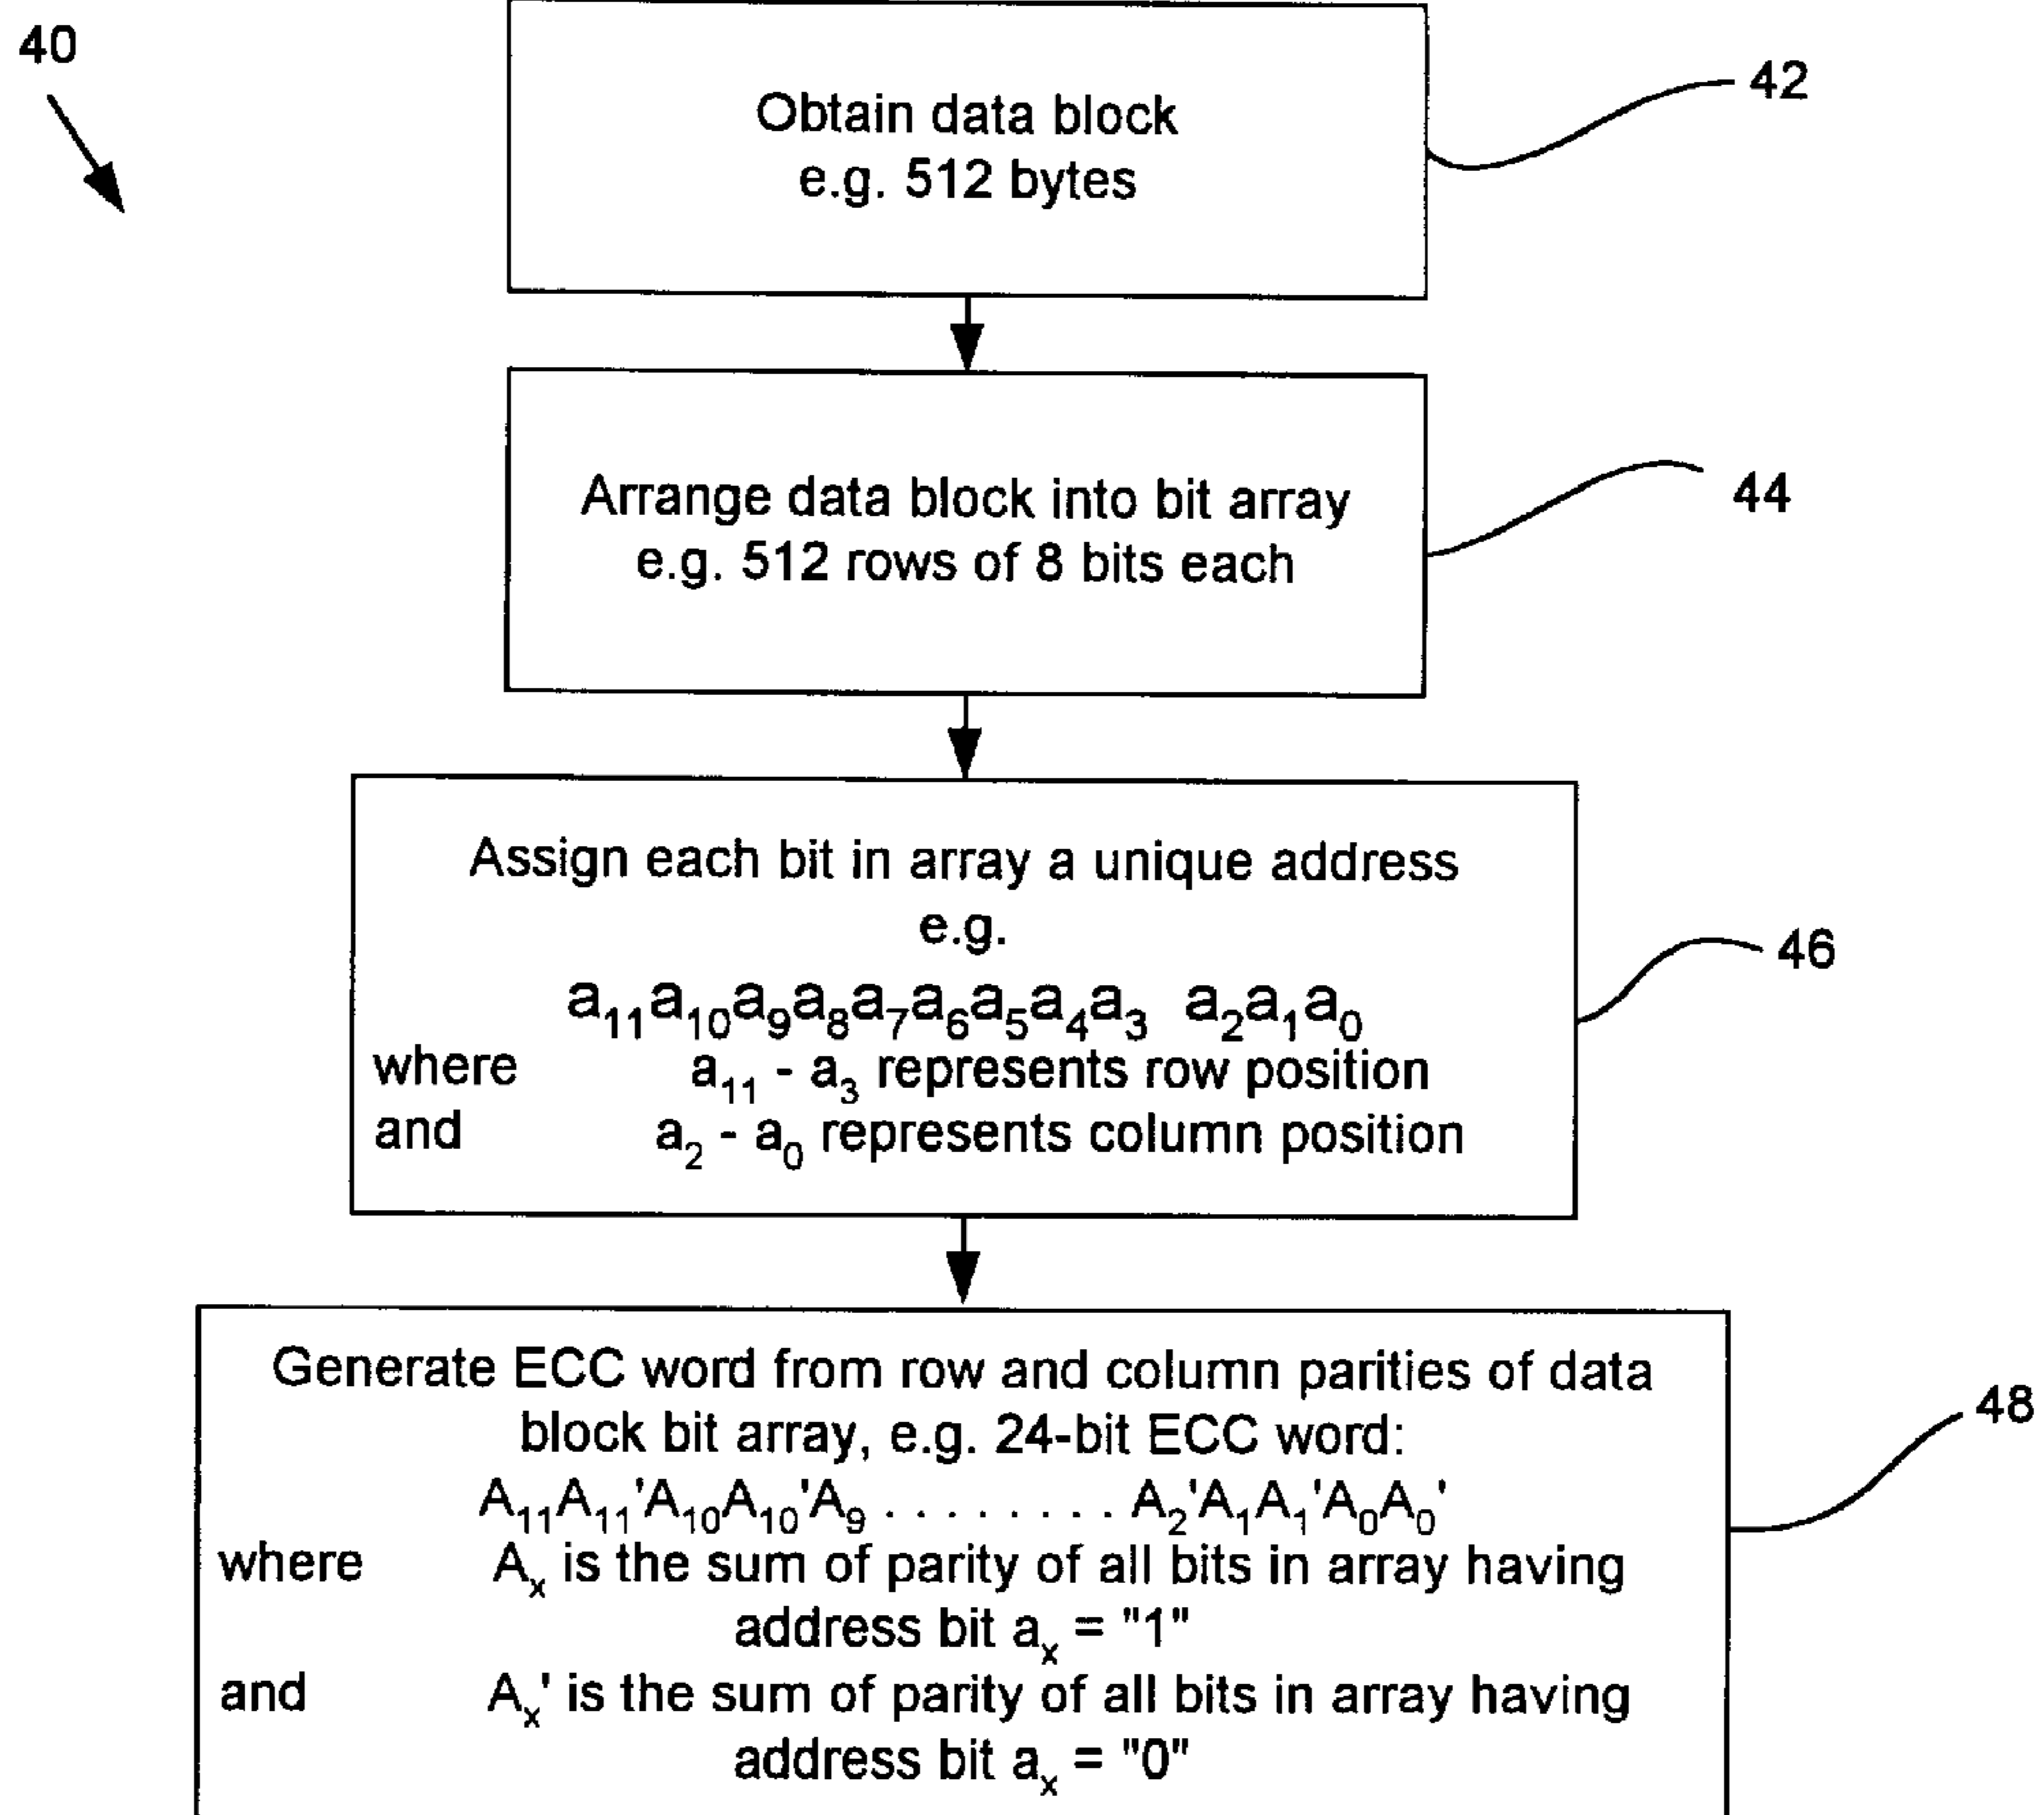 40
Obtain data block
e.g. 512 bytes
42
Arrange data block into bit array
e.g. 512 rows of 8 bits each
44
Assign each bit in array a unique address
e.g.
a₁₁a₁₀a₉a₈a₇a₆a₅a₄a₃ a₂a₁a₀
where a₁₁ - a₃ represents row position
and a₂ - a₀ represents column position
46
Generate ECC word from row and column parities of data
block bit array, e.g. 24-bit ECC word:
A₁₁A₁₁'A₁₀A₁₀'A₉ . . . . . . . . A₂'A₁A₁'A₀A₀'
where Aₓ is the sum of parity of all bits in array having
address bit aₓ = "1"
and Aₓ' is the sum of parity of all bits in array having
address bit aₓ = "0"
48